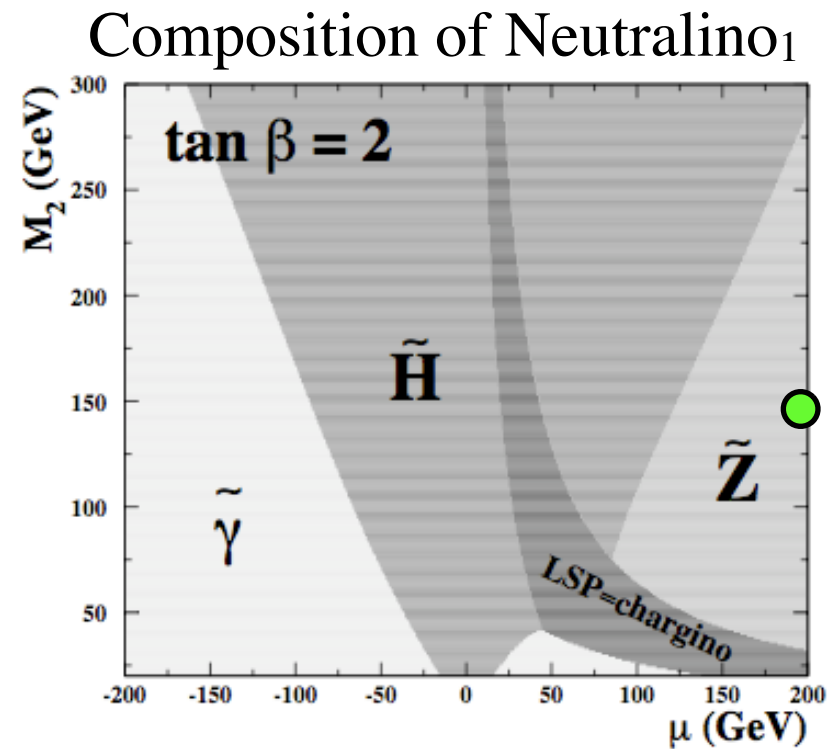 Composition of Neutralino₁
M₂ (GeV)
300
250
200
150
100
50
tan β = 2
H̃
Z̃
γ̃
LSP=chargino
-200 -150 -100 -50 0 50 100 150 200
μ (GeV)